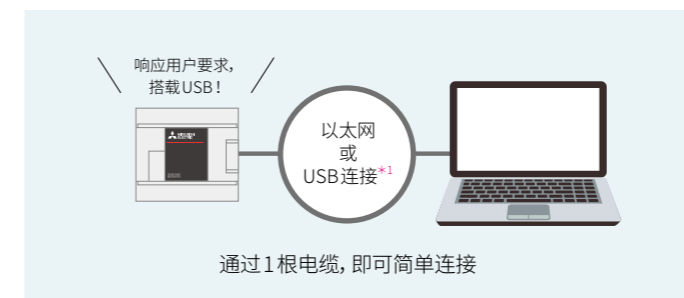 响应用户要求，
搭载USB！
以太网
或
USB连接*1
通过1根电缆，即可简单连接